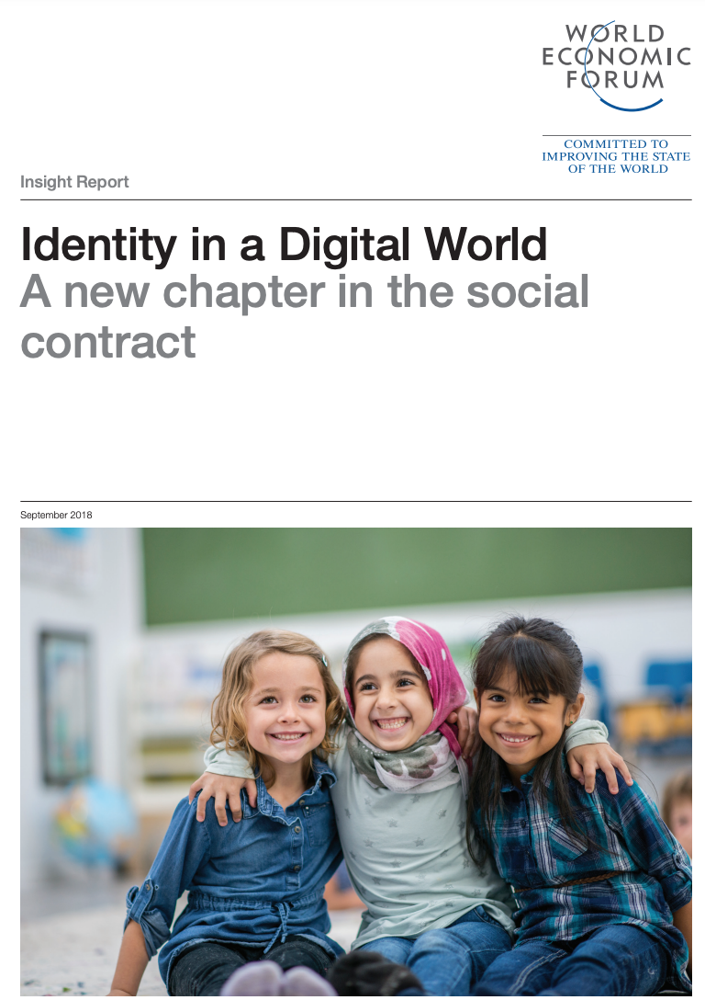 WORLD
ECONOMIC
FORUM
COMMITTED TO
IMPROVING THE STATE
OF THE WORLD
Insight Report
Identity in a Digital World
A new chapter in the social
contract
September 2018